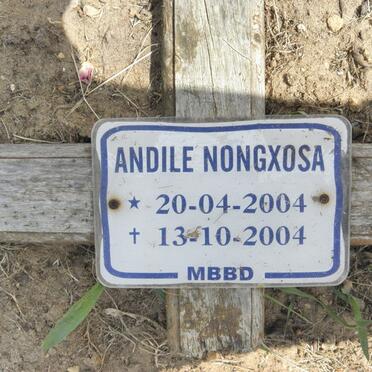 ANDILE NONGXOSA
★ 20-04-2004
✝ 13-10-2004
MBBD